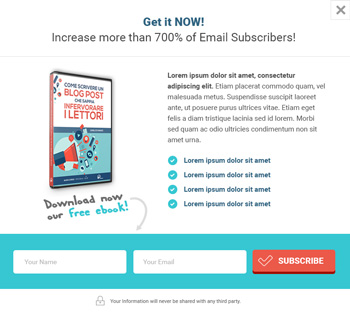 Get it NOW!
Increase more than 700% of Email Subscribers!
COME SCRIVERE UN
BLOG POST
CHE SAPPIA
INFERVORARE
I LETTORI
Download now
our free ebook!
Lorem ipsum dolor sit amet, consectetur
adipiscing elit. Etiam placerat commodo quam, vel
malesuada metus. Suspendisse suscipit laoreet
ante, ut posuere purus ultrices vitae. Etiam eget
felis a diam tristique lacinia sed id lorem. Morbi
sed quam ac odio ultricies condimentum non sit
amet urna.
Lorem ipsum dolor sit amet
Lorem ipsum dolor sit amet
Lorem ipsum dolor sit amet
Lorem ipsum dolor sit amet
Your Name
Your Email
SUBSCRIBE
Your Information will never be shared with any third party.